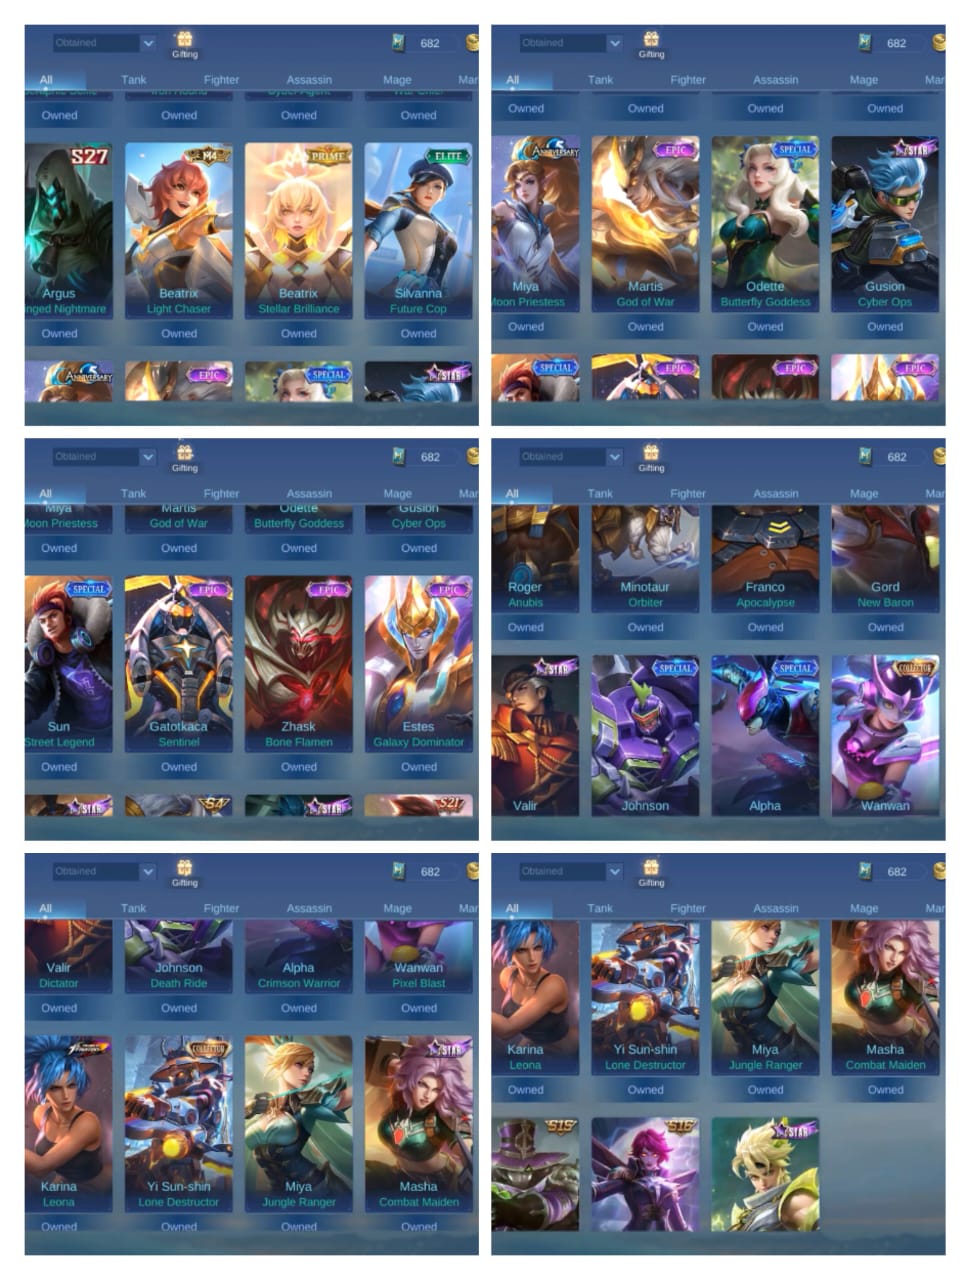 Obtained
Gifting
682
All Tank Fighter Assassin Mage Mar
Owned Owned Owned Owned
S27 M4 PRIME ELITE
Argus Beatrix Beatrix Silvanna
nged Nightmare Light Chaser Stellar Brilliance Future Cop
Owned Owned Owned Owned
5 ANNIVERSARY EPIC SPECIAL STAR
Obtained
Gifting
682
All Tank Fighter Assassin Mage Mar
Owned Owned Owned Owned
5 ANNIVERSARY EPIC SPECIAL STAR
Miya Martis Odette Gusion
Moon Priestess God of War Butterfly Goddess Cyber Ops
Owned Owned Owned Owned
SPECIAL EPIC EPIC EPIC
Obtained
Gifting
682
All Tank Fighter Assassin Mage Mar
Miya Martis Odette Gusion
Moon Priestess God of War Butterfly Goddess Cyber Ops
Owned Owned Owned Owned
SPECIAL EPIC EPIC EPIC
Sun Gatotkaca Zhask Estes
Street Legend Sentinel Bone Flamen Galaxy Dominator
Owned Owned Owned Owned
STAR S4 STAR S21
Obtained
Gifting
682
All Tank Fighter Assassin Mage Mar
Roger Minotaur Franco Gord
Anubis Orbiter Apocalypse New Baron
Owned Owned Owned Owned
STAR SPECIAL SPECIAL COLLECTOR
Valir Johnson Alpha Wanwan
Obtained
Gifting
682
All Tank Fighter Assassin Mage Mar
Valir Johnson Alpha Wanwan
Dictator Death Ride Crimson Warrior Pixel Blast
Owned Owned Owned Owned
COLLECTOR STAR
Karina Yi Sun-shin Miya Masha
Leona Lone Destructor Jungle Ranger Combat Maiden
Owned Owned Owned Owned
Obtained
Gifting
682
All Tank Fighter Assassin Mage Mar
Karina Yi Sun-shin Miya Masha
Leona Lone Destructor Jungle Ranger Combat Maiden
Owned Owned Owned Owned
S15 S16 STAR